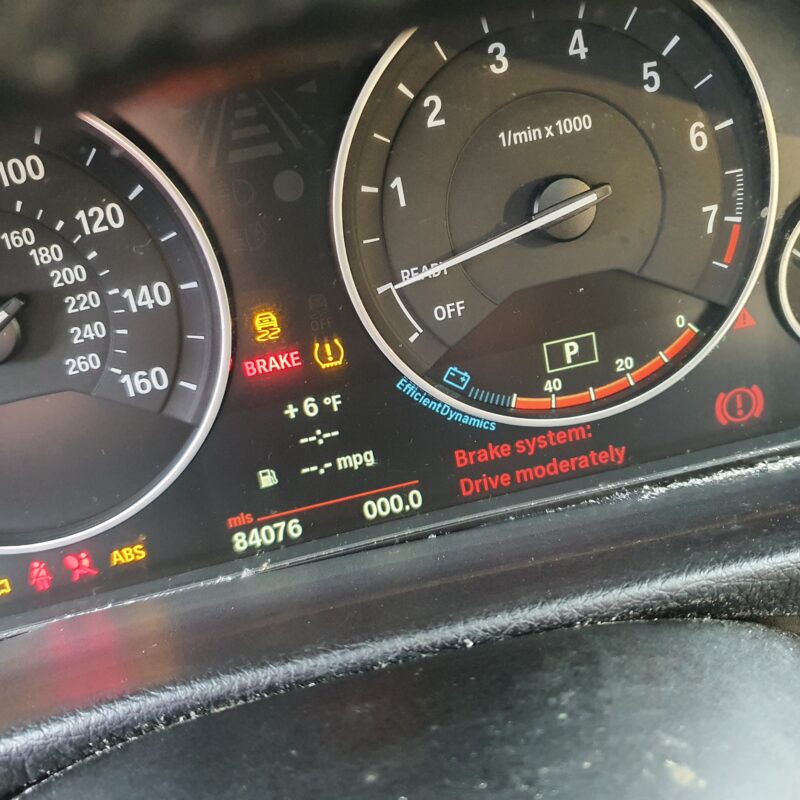 100
120
140
160
160
180
200
220
240
260
1
2
3
4
5
6
7
1/min x 1000
READY
OFF
OFF
BRAKE
+6 °F
--:--
--.- mpg
mls
84076
000.0
ABS
P
40
20
0
EfficientDynamics
Brake system:
Drive moderately